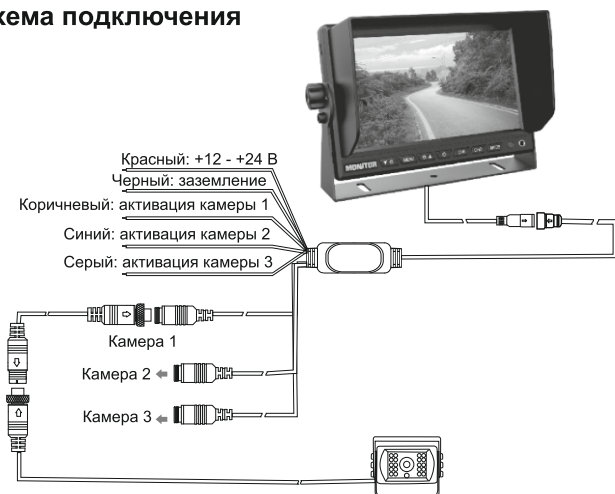 хема подключения
Красный: +12 - +24 В
Черный: заземление
Коричневый: активация камеры 1
Синий: активация камеры 2
Серый: активация камеры 3
MONITOR
MENU
Камера 1
Камера 2
Камера 3